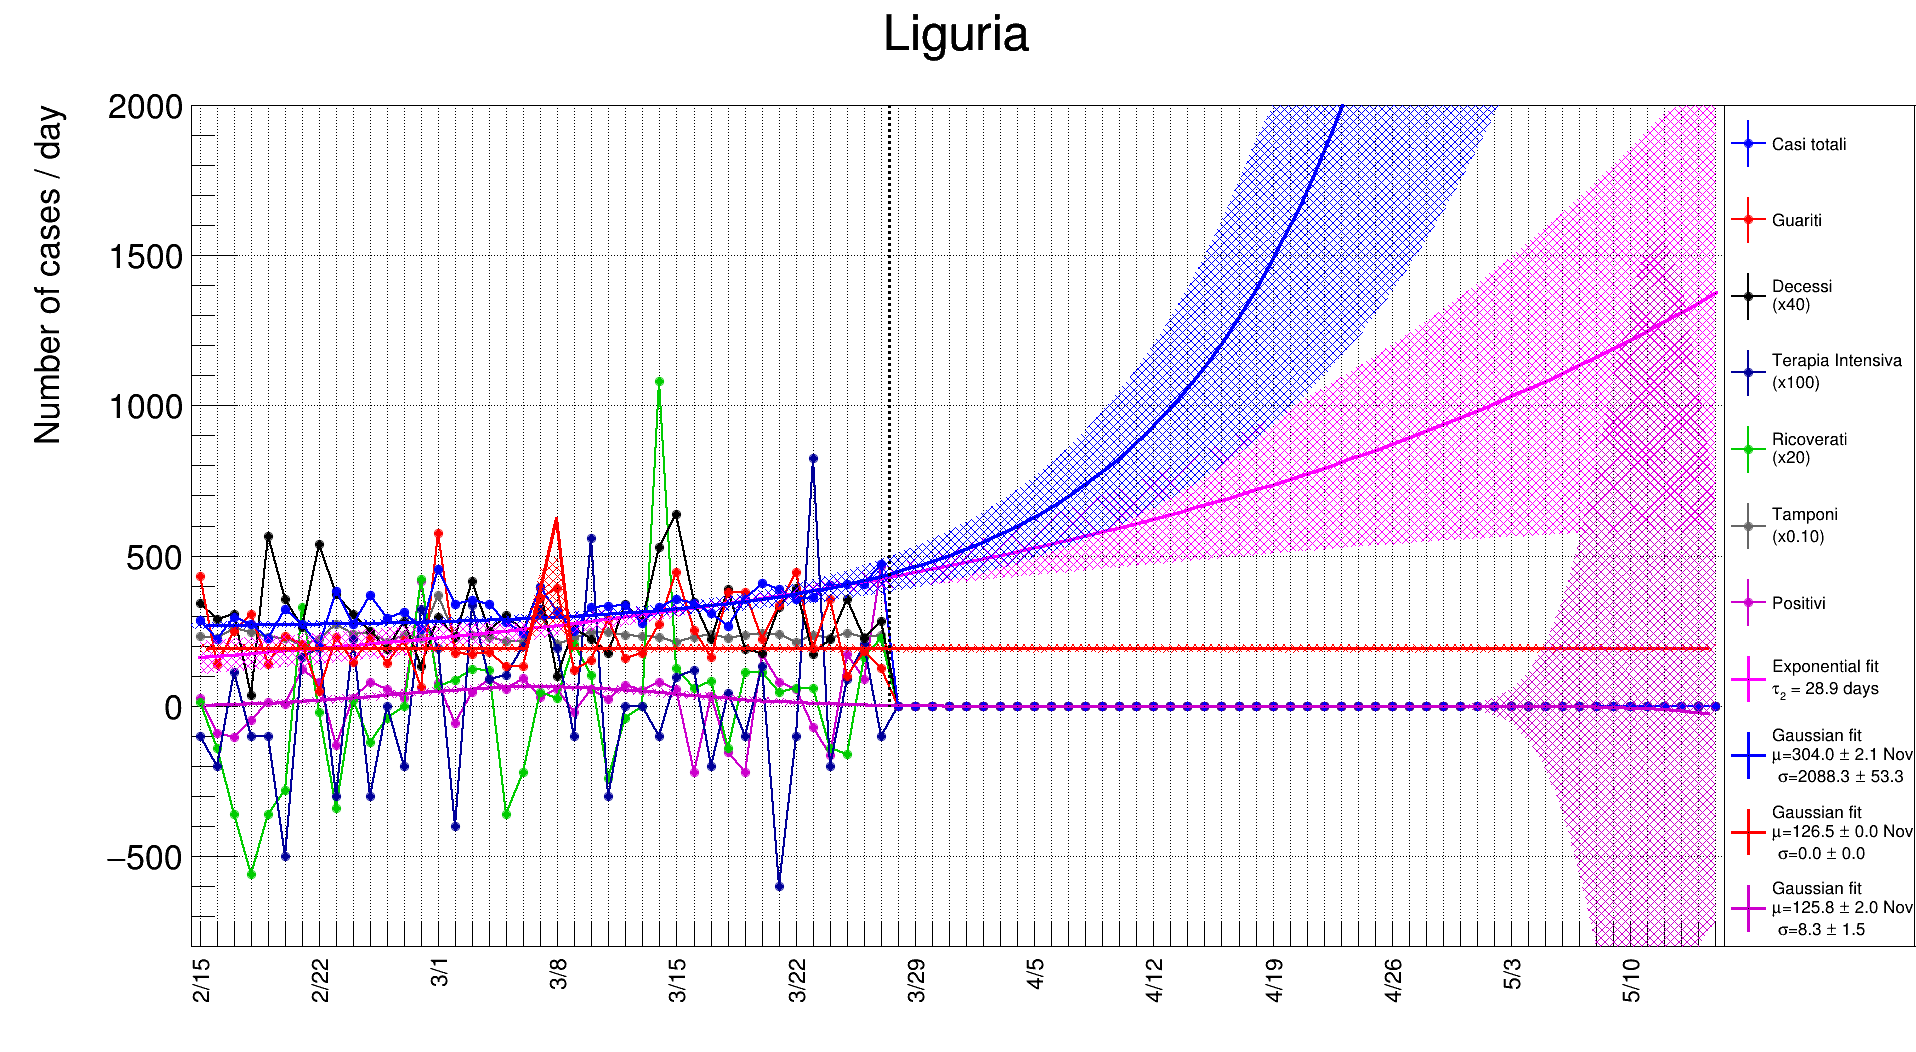 Liguria
Number of cases / day
2000
1500
1000
500
0
−500
2/15
2/22
3/1
3/8
3/15
3/22
3/29
4/5
4/12
4/19
4/26
5/3
5/10
Casi totali
Guariti
Decessi
(x40)
Terapia Intensiva
(x100)
Ricoverati
(x20)
Tamponi
(x0.10)
Positivi
Exponential fit
τ2 = 28.9 days
Gaussian fit
μ=304.0 ± 2.1 Nov
σ=2088.3 ± 53.3
Gaussian fit
μ=126.5 ± 0.0 Nov
σ=0.0 ± 0.0
Gaussian fit
μ=125.8 ± 2.0 Nov
σ=8.3 ± 1.5